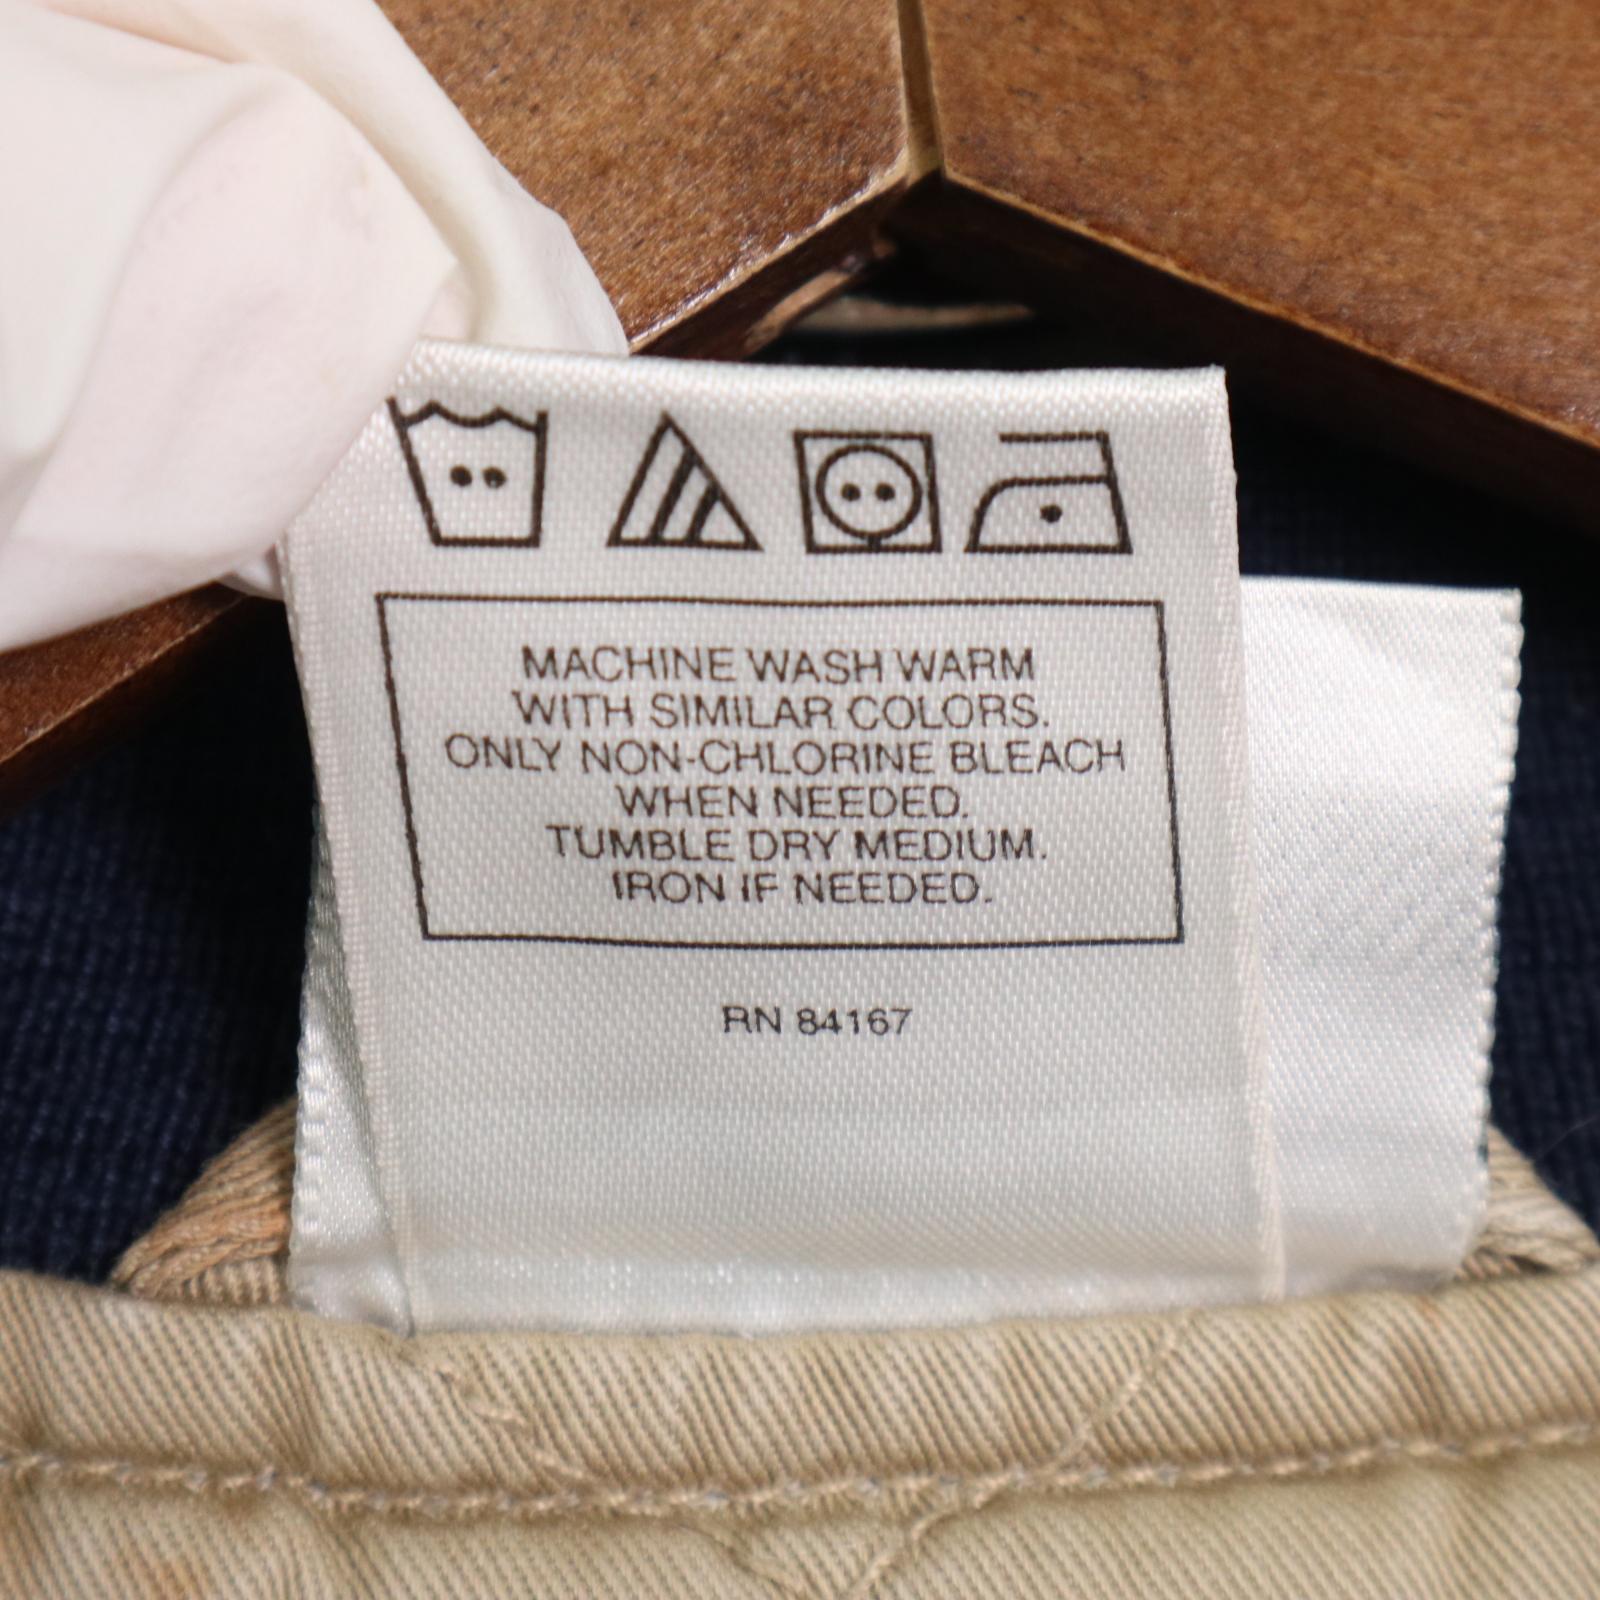 MACHINE WASH WARM
WITH SIMILAR COLORS.
ONLY NON-CHLORINE BLEACH
WHEN NEEDED.
TUMBLE DRY MEDIUM.
IRON IF NEEDED.
RN 84167